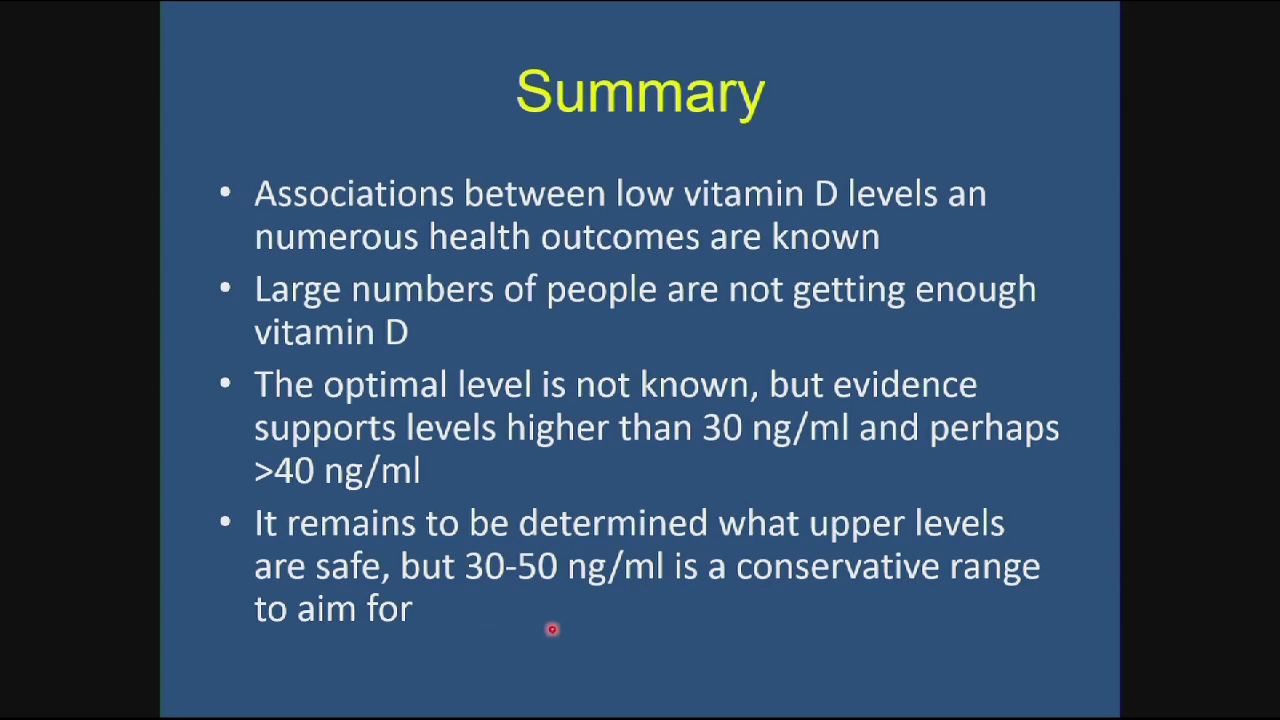 Summary
• Associations between low vitamin D levels an
numerous health outcomes are known
• Large numbers of people are not getting enough
vitamin D
• The optimal level is not known, but evidence
supports levels higher than 30 ng/ml and perhaps
>40 ng/ml
• It remains to be determined what upper levels
are safe, but 30-50 ng/ml is a conservative range
to aim for